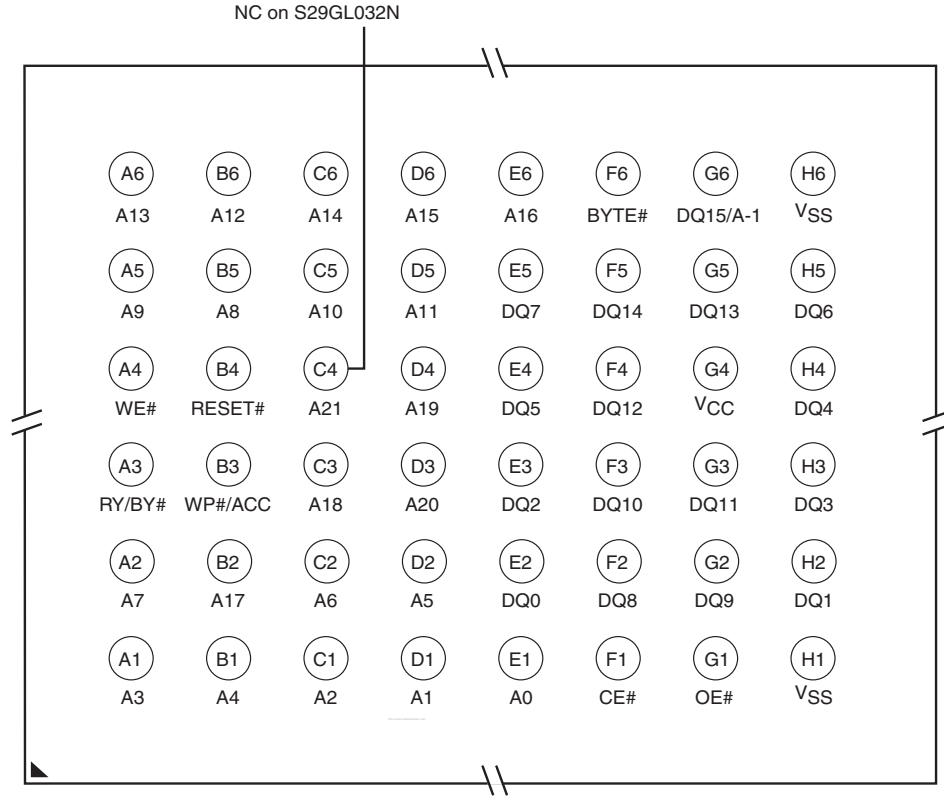 NC on S29GL032N
A6 B6 C6 D6 E6 F6 G6 H6
A13 A12 A14 A15 A16 BYTE# DQ15/A-1 VSS
A5 B5 C5 D5 E5 F5 G5 H5
A9 A8 A10 A11 DQ7 DQ14 DQ13 DQ6
A4 B4 C4 D4 E4 F4 G4 H4
WE# RESET# A21 A19 DQ5 DQ12 VCC DQ4
A3 B3 C3 D3 E3 F3 G3 H3
RY/BY# WP#/ACC A18 A20 DQ2 DQ10 DQ11 DQ3
A2 B2 C2 D2 E2 F2 G2 H2
A7 A17 A6 A5 DQ0 DQ8 DQ9 DQ1
A1 B1 C1 D1 E1 F1 G1 H1
A3 A4 A2 A1 A0 CE# OE# VSS